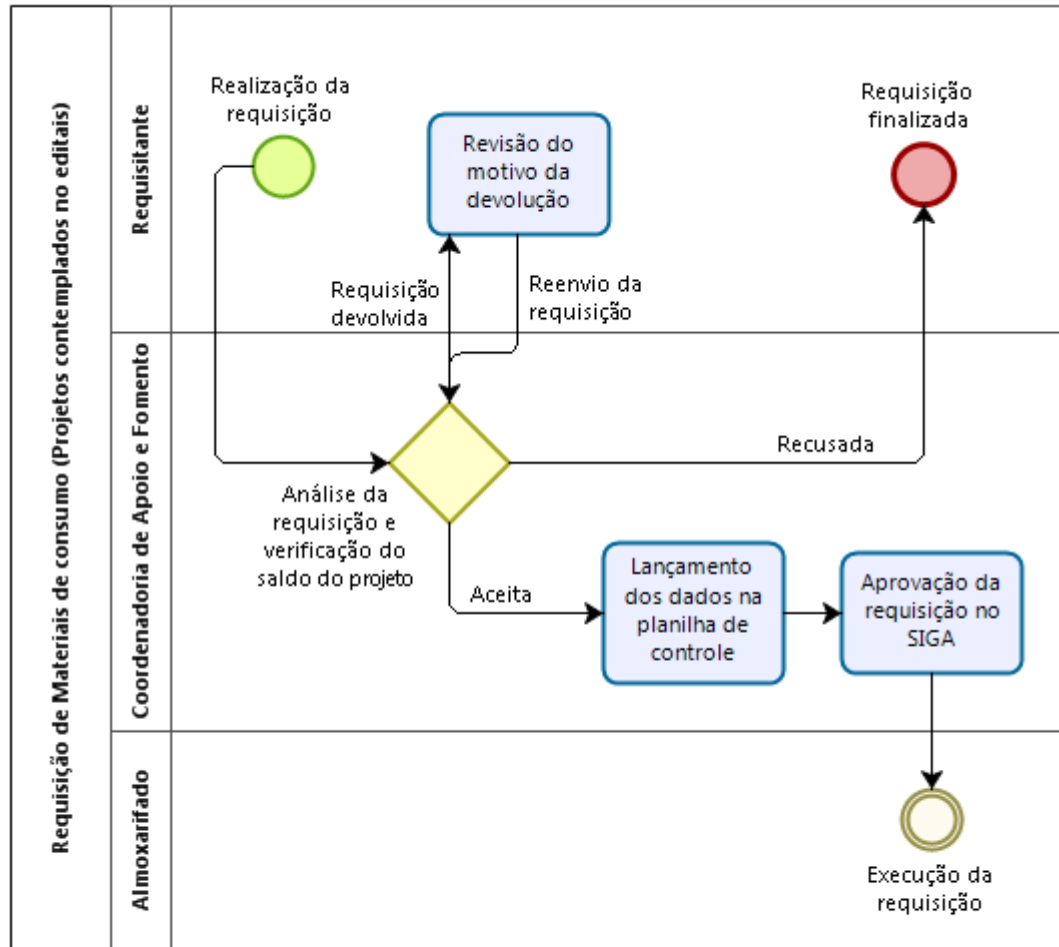 Requisição de Materiais de consumo (Projetos contemplados no editais)
Requisitante
Realização da
requisição
Revisão do
motivo da
devolução
Requisição
finalizada
Requisição
devolvida
Reenvio da
requisição
Coordenadoria de Apoio e Fomento
Análise da
requisição e
verificação do
saldo do projeto
Recusada
Aceita
Lançamento
dos dados na
planilha de
controle
Aprovação da
requisição no
SIGA
Almoxarifado
Execução da
requisição